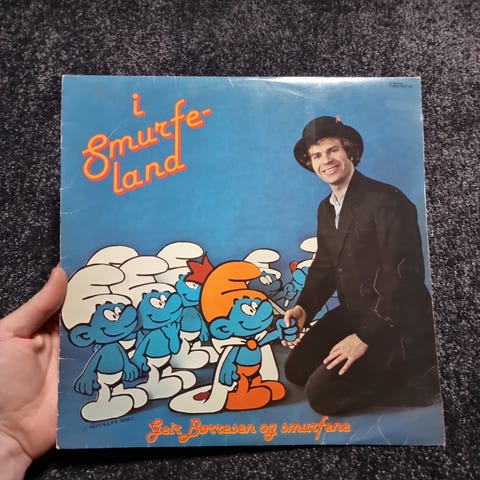 i
Smurfe-
land
Geir Børresen og smurfene